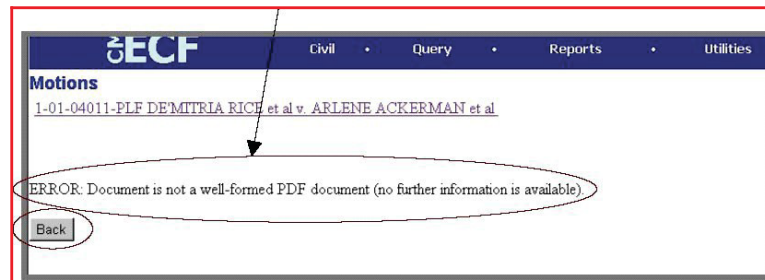 CM ECF Civil • Query • Reports • Utilities
Motions
1-01-04011-PLF DE'MITRIA RICE et al v. ARLENE ACKERMAN et al
ERROR: Document is not a well-formed PDF document (no further information is available).
Back